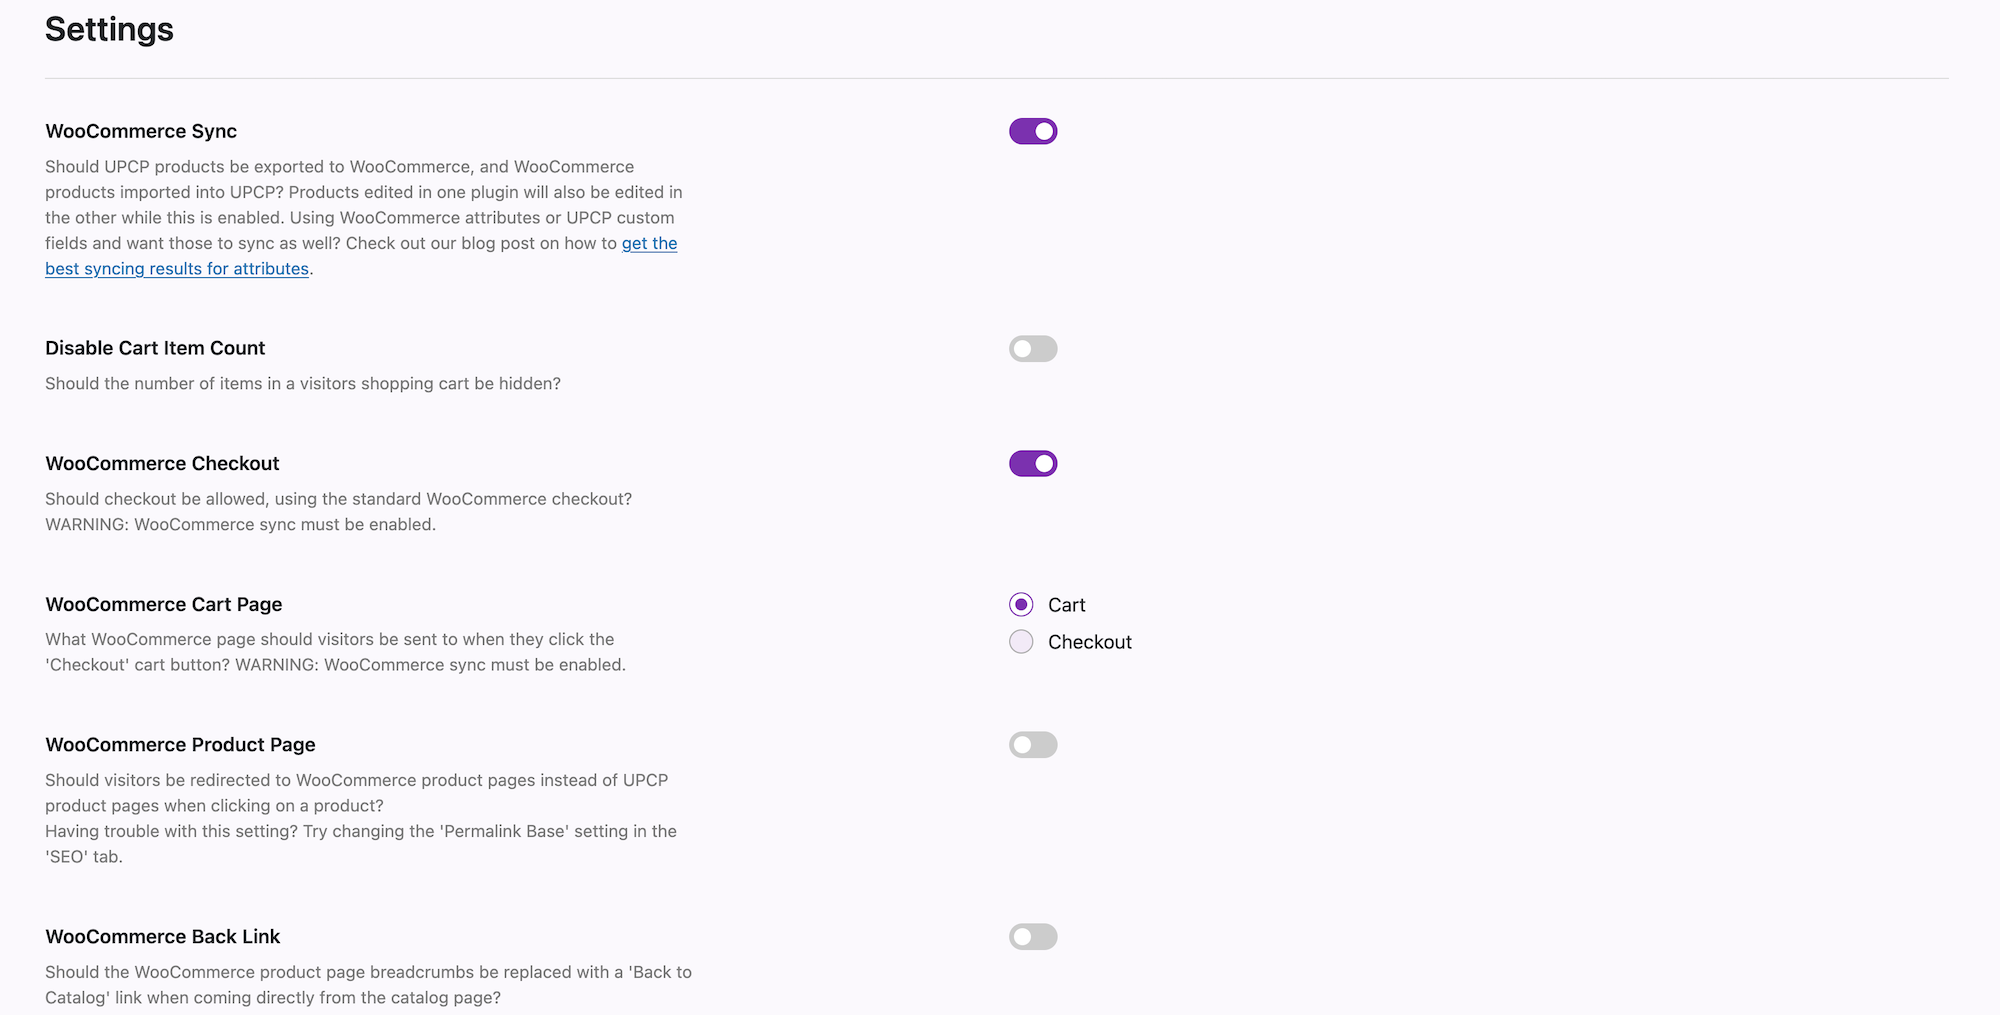 Settings
WooCommerce Sync
Should UPCP products be exported to WooCommerce, and WooCommerce
products imported into UPCP? Products edited in one plugin will also be edited in
the other while this is enabled. Using WooCommerce attributes or UPCP custom
fields and want those to sync as well? Check out our blog post on how to get the
best syncing results for attributes.
Disable Cart Item Count
Should the number of items in a visitors shopping cart be hidden?
WooCommerce Checkout
Should checkout be allowed, using the standard WooCommerce checkout?
WARNING: WooCommerce sync must be enabled.
WooCommerce Cart Page
What WooCommerce page should visitors be sent to when they click the
'Checkout' cart button? WARNING: WooCommerce sync must be enabled.
Cart
Checkout
WooCommerce Product Page
Should visitors be redirected to WooCommerce product pages instead of UPCP
product pages when clicking on a product?
Having trouble with this setting? Try changing the 'Permalink Base' setting in the
'SEO' tab.
WooCommerce Back Link
Should the WooCommerce product page breadcrumbs be replaced with a 'Back to
Catalog' link when coming directly from the catalog page?